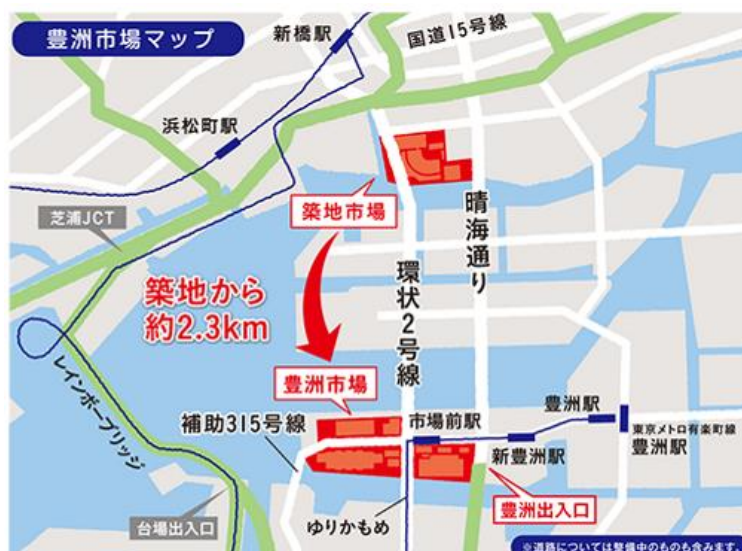 豊洲市場マップ
新橋駅
国道15号線
浜松町駅
築地市場
芝浦JCT
晴海通り
築地から
約2.3km
環状2号線
豊洲市場
レインボーブリッジ
補助315号線
市場前駅
豊洲駅
東京メトロ有楽町線
豊洲駅
新豊洲駅
豊洲出入口
台場出入口
ゆりかもめ
※道路については整備中のものも含みます